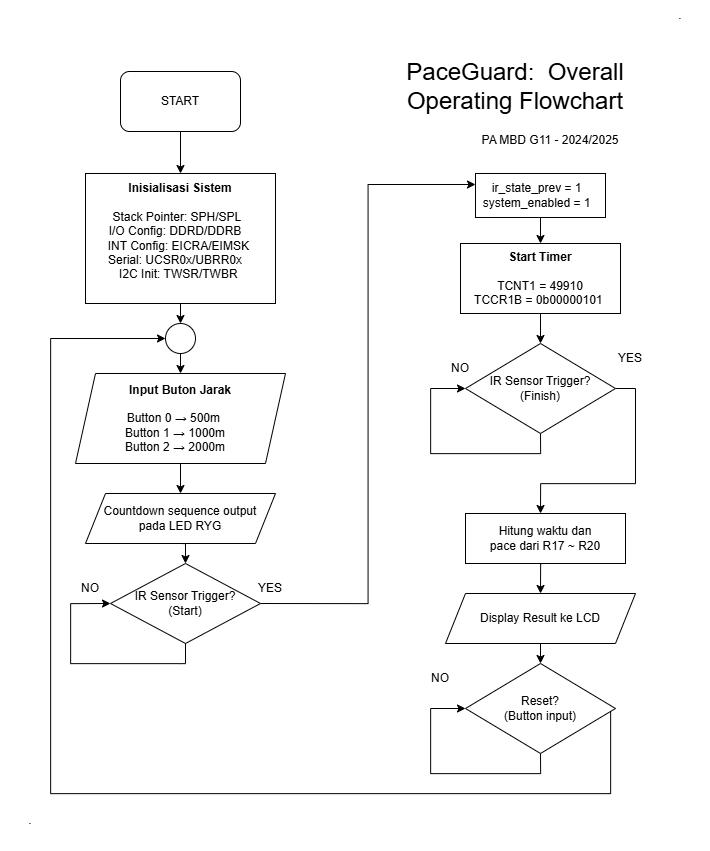 PaceGuard: Overall
Operating Flowchart
PA MBD G11 - 2024/2025
START
Inisialisasi Sistem
Stack Pointer: SPH/SPL
I/O Config: DDRD/DDRB
INT Config: EICRA/EIMSK
Serial: UCSR0x/UBRR0x
I2C Init: TWSR/TWBR
Input Buton Jarak
Button 0 → 500m
Button 1 → 1000m
Button 2 → 2000m
Countdown sequence output
pada LED RYG
IR Sensor Trigger?
(Start)
NO
YES
ir_state_prev = 1
system_enabled = 1
Start Timer
TCNT1 = 49910
TCCR1B = 0b00000101
IR Sensor Trigger?
(Finish)
NO
YES
Hitung waktu dan
pace dari R17 ~ R20
Display Result ke LCD
Reset?
(Button input)
NO